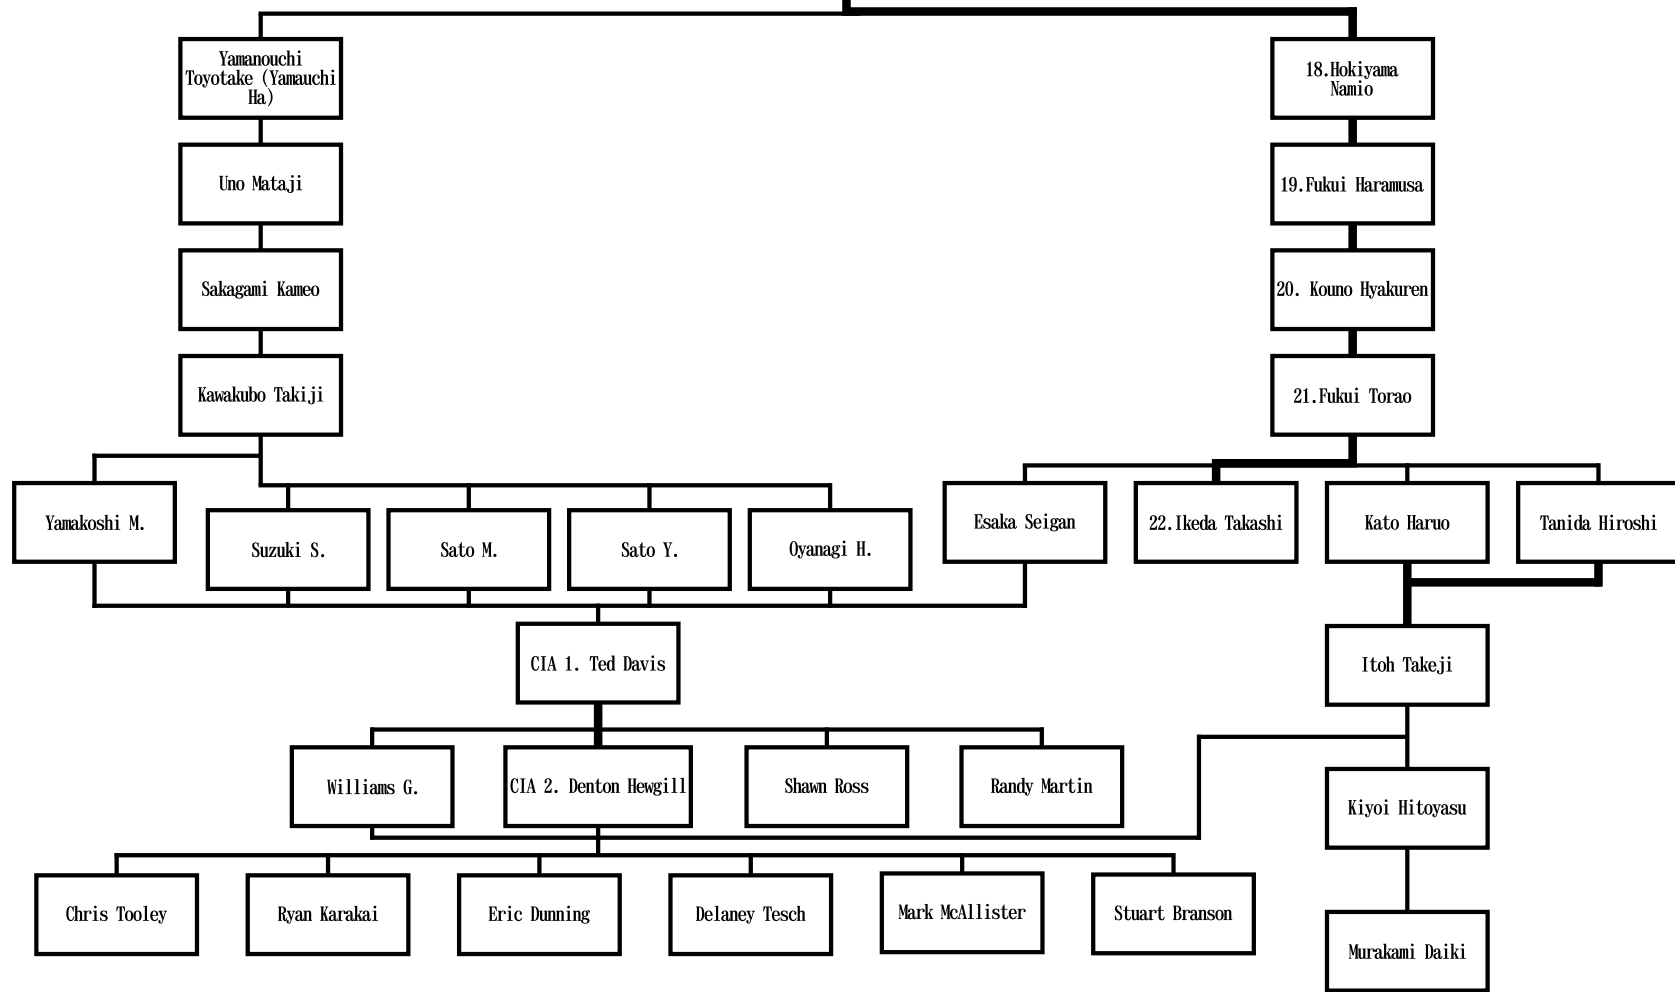 Yamanouchi
Toyotake (Yamauchi
Ha)
18.Hokiyama
Namio
Uno Mataji
19.Fukui Haramusa
Sakagami Kameo
20. Kouno Hyakuren
Kawakubo Takiji
21.Fukui Torao
Yamakoshi M.
Suzuki S.
Sato M.
Sato Y.
Oyanagi H.
Esaka Seigan
22.Ikeda Takashi
Kato Haruo
Tanida Hiroshi
CIA 1. Ted Davis
Itoh Takeji
Williams G.
CIA 2. Denton Hewgill
Shawn Ross
Randy Martin
Kiyoi Hitoyasu
Chris Tooley
Ryan Karakai
Eric Dunning
Delaney Tesch
Mark McAllister
Stuart Branson
Murakami Daiki